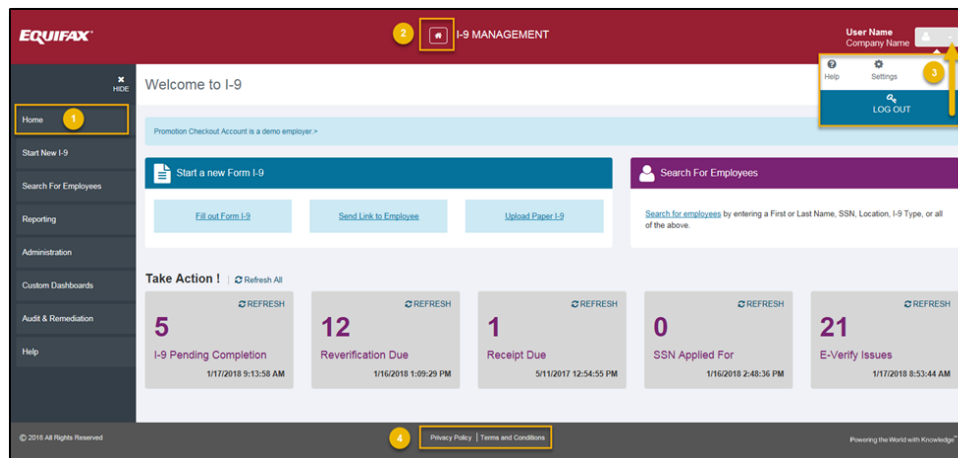 EQUIFAX
2
I-9 MANAGEMENT
User Name
Company Name
HIDE
Welcome to I-9
Help
Settings
3
LOG OUT
Home
1
Promotion Checkout Account is a demo employer.>
Start New I-9
Start a new Form I-9
Search For Employees
Search For Employees
Fill out Form I-9
Send Link to Employee
Upload Paper I-9
Search for employees by entering a First or Last Name, SSN, Location, I-9 Type, or all
of the above.
Reporting
Administration
Custom Dashboards
Audit & Remediation
Help
Take Action !
Refresh All
REFRESH
5
I-9 Pending Completion
1/17/2018 9:13:58 AM
REFRESH
12
Reverification Due
1/16/2018 1:09:29 PM
REFRESH
1
Receipt Due
5/11/2017 12:54:55 PM
REFRESH
0
SSN Applied For
1/16/2018 2:48:36 PM
REFRESH
21
E-Verify Issues
1/17/2018 8:53:44 AM
© 2018 All Rights Reserved
4
Privacy Policy | Terms and Conditions
Powering the World with Knowledge